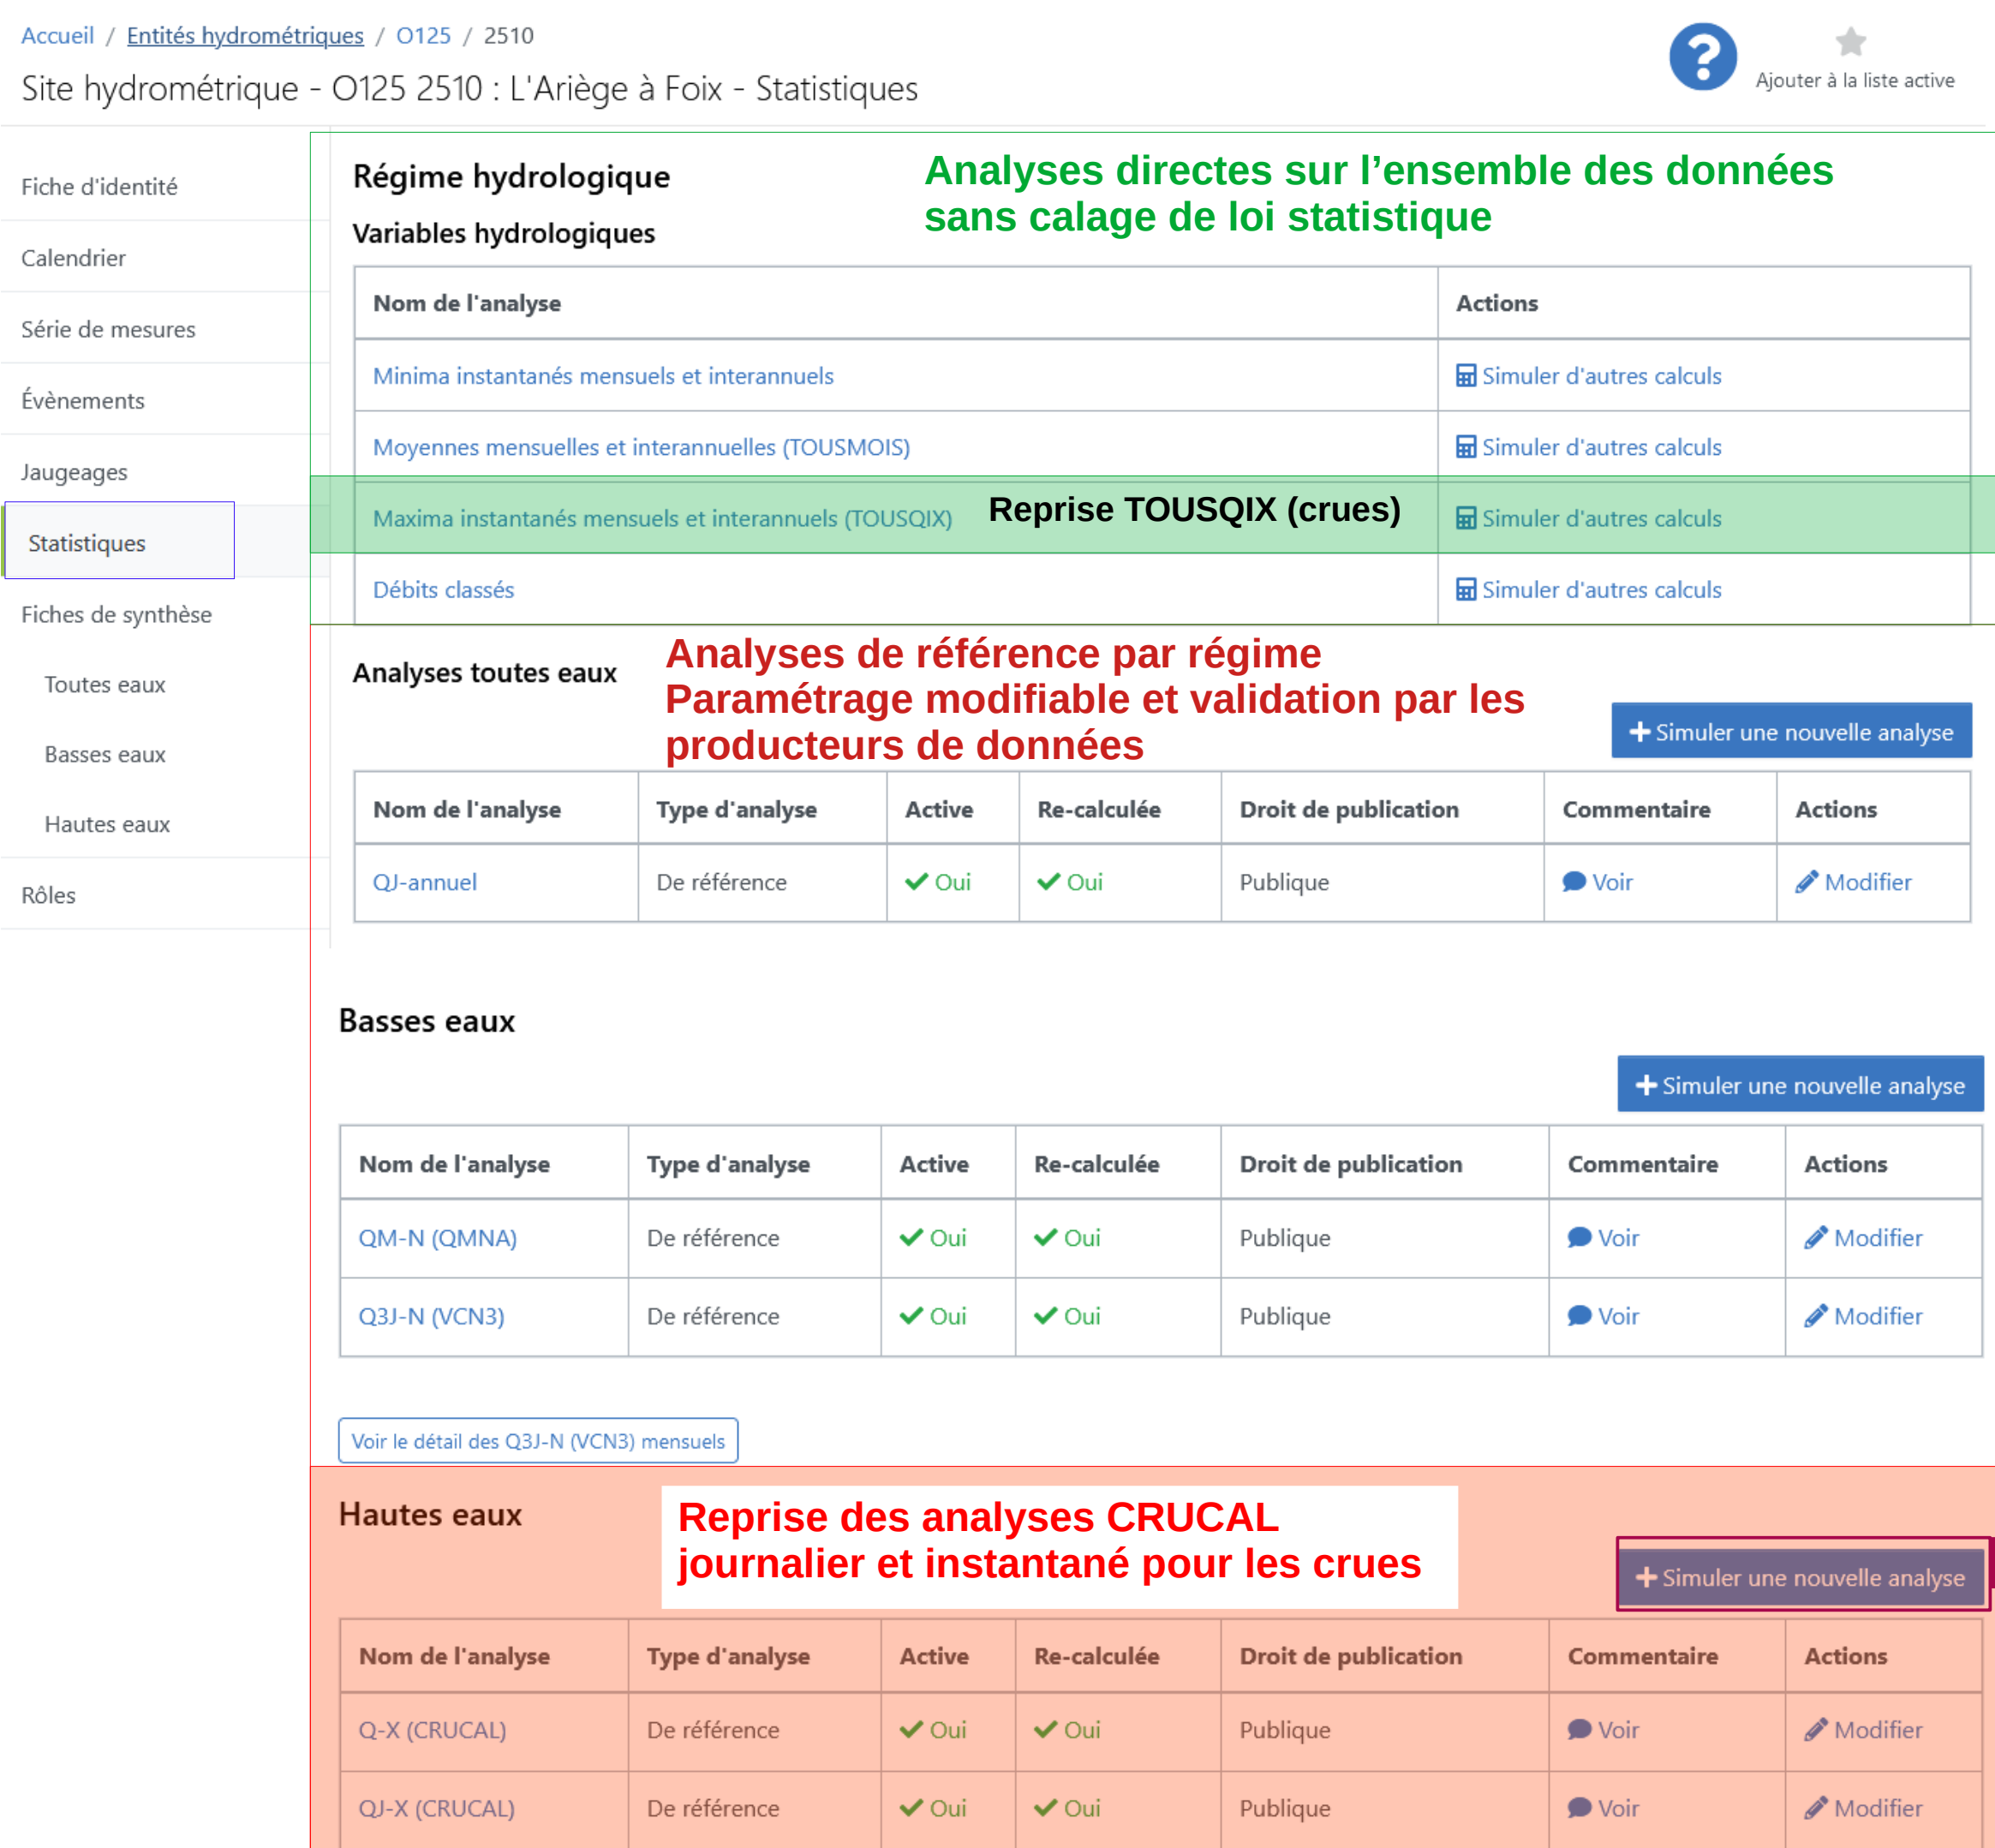 Accueil / Entités hydrométriques / O125 / 2510
Site hydrométrique - O125 2510 : L'Ariège à Foix - Statistiques
?
Ajouter à la liste active
Fiche d'identité
Calendrier
Série de mesures
Évènements
Jaugeages
Statistiques
Fiches de synthèse
Toutes eaux
Basses eaux
Hautes eaux
Rôles
Régime hydrologique
Analyses directes sur l’ensemble des données
sans calage de loi statistique
Variables hydrologiques
Nom de l'analyse Actions
Minima instantanés mensuels et interannuels Simuler d'autres calculs
Moyennes mensuelles et interannuelles (TOUSMOIS) Simuler d'autres calculs
Maxima instantanés mensuels et interannuels (TOUSQIX) Reprise TOUSQIX (crues) Simuler d'autres calculs
Débits classés Simuler d'autres calculs
Analyses toutes eaux
Analyses de référence par régime
Paramétrage modifiable et validation par les
producteurs de données
+ Simuler une nouvelle analyse
Nom de l'analyse Type d'analyse Active Re-calculée Droit de publication Commentaire Actions
QJ-annuel De référence Oui Oui Publique Voir Modifier
Basses eaux
+ Simuler une nouvelle analyse
Nom de l'analyse Type d'analyse Active Re-calculée Droit de publication Commentaire Actions
QM-N (QMNA) De référence Oui Oui Publique Voir Modifier
Q3J-N (VCN3) De référence Oui Oui Publique Voir Modifier
Voir le détail des Q3J-N (VCN3) mensuels
Hautes eaux
Reprise des analyses CRUCAL
journalier et instantané pour les crues
+ Simuler une nouvelle analyse
Nom de l'analyse Type d'analyse Active Re-calculée Droit de publication Commentaire Actions
Q-X (CRUCAL) De référence Oui Oui Publique Voir Modifier
QJ-X (CRUCAL) De référence Oui Oui Publique Voir Modifier